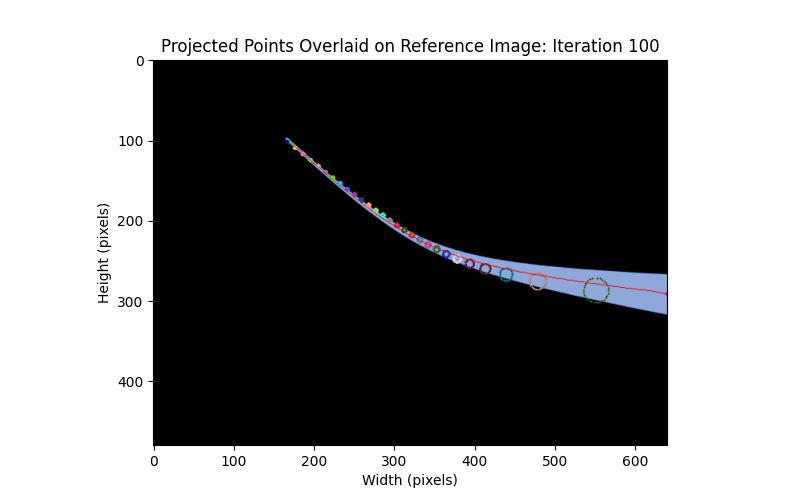 Projected Points Overlaid on Reference Image: Iteration 100
0
100
200
300
400
Height (pixels)
0 100 200 300 400 500 600
Width (pixels)